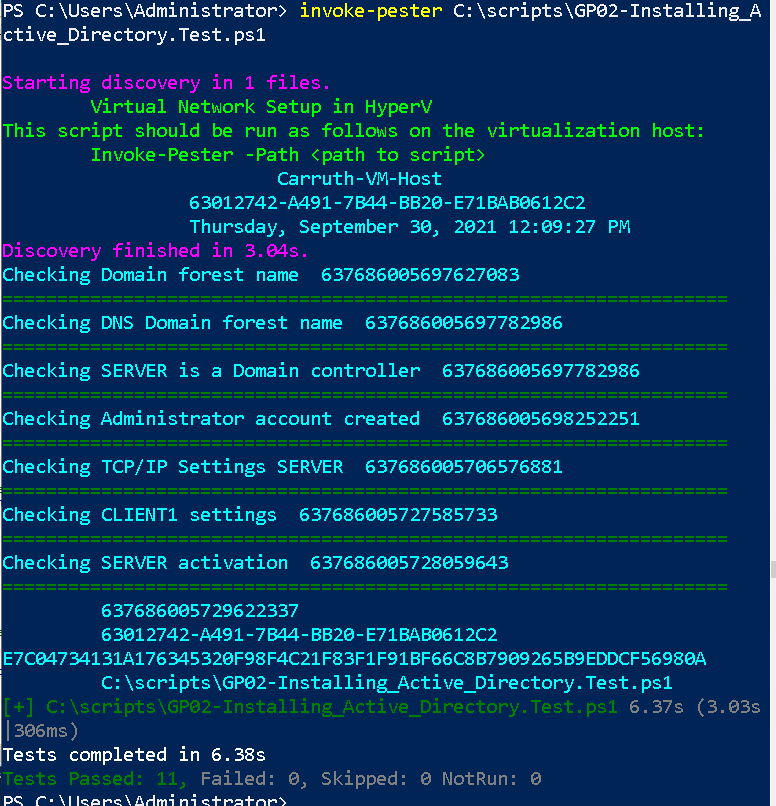 PS C:\Users\Administrator> invoke-pester C:\scripts\GP02-Installing_A
ctive_Directory.Test.ps1
Starting discovery in 1 files.
Virtual Network Setup in HyperV
This script should be run as follows on the virtualization host:
Invoke-Pester -Path <path to script>
Carruth-VM-Host
63012742-A491-7B44-BB20-E71BAB0612C2
Thursday, September 30, 2021 12:09:27 PM
Discovery finished in 3.04s.
Checking Domain forest name  637686005697627083
==================================================================
Checking DNS Domain forest name  637686005697782986
==================================================================
Checking SERVER is a Domain controller  637686005697782986
==================================================================
Checking Administrator account created  637686005698252251
==================================================================
Checking TCP/IP Settings SERVER  637686005706576881
==================================================================
Checking CLIENT1 settings  637686005727585733
==================================================================
Checking SERVER activation  637686005728059643
==================================================================
637686005729622337
63012742-A491-7B44-BB20-E71BAB0612C2
E7C04734131A176345320F98F4C21F83F1F91BF66C8B7909265B9EDDCF56980A
C:\scripts\GP02-Installing_Active_Directory.Test.ps1
[+] C:\scripts\GP02-Installing_Active_Directory.Test.ps1 6.37s (3.03s
|306ms)
Tests completed in 6.38s
Tests Passed: 11, Failed: 0, Skipped: 0 NotRun: 0
PS C:\Users\Administrator>